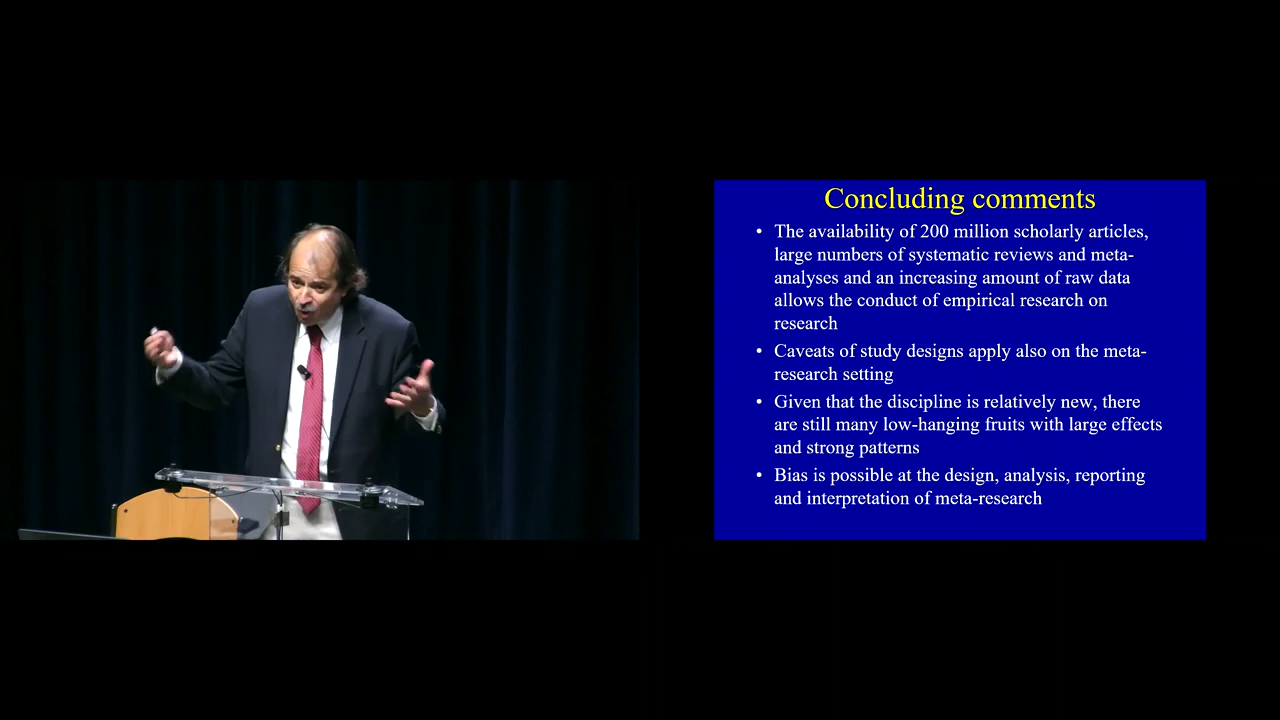 Concluding comments
• The availability of 200 million scholarly articles,
large numbers of systematic reviews and meta-
analyses and an increasing amount of raw data
allows the conduct of empirical research on
research
• Caveats of study designs apply also on the meta-
research setting
• Given that the discipline is relatively new, there
are still many low-hanging fruits with large effects
and strong patterns
• Bias is possible at the design, analysis, reporting
and interpretation of meta-research